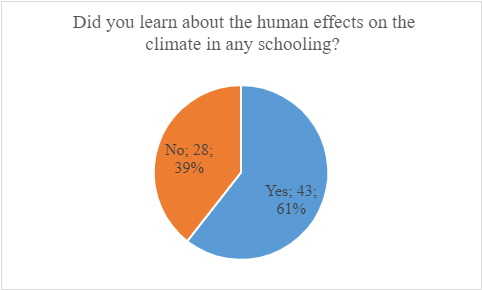 Did you learn about the human effects on the
climate in any schooling?
No; 28;
39%
Yes; 43;
61%